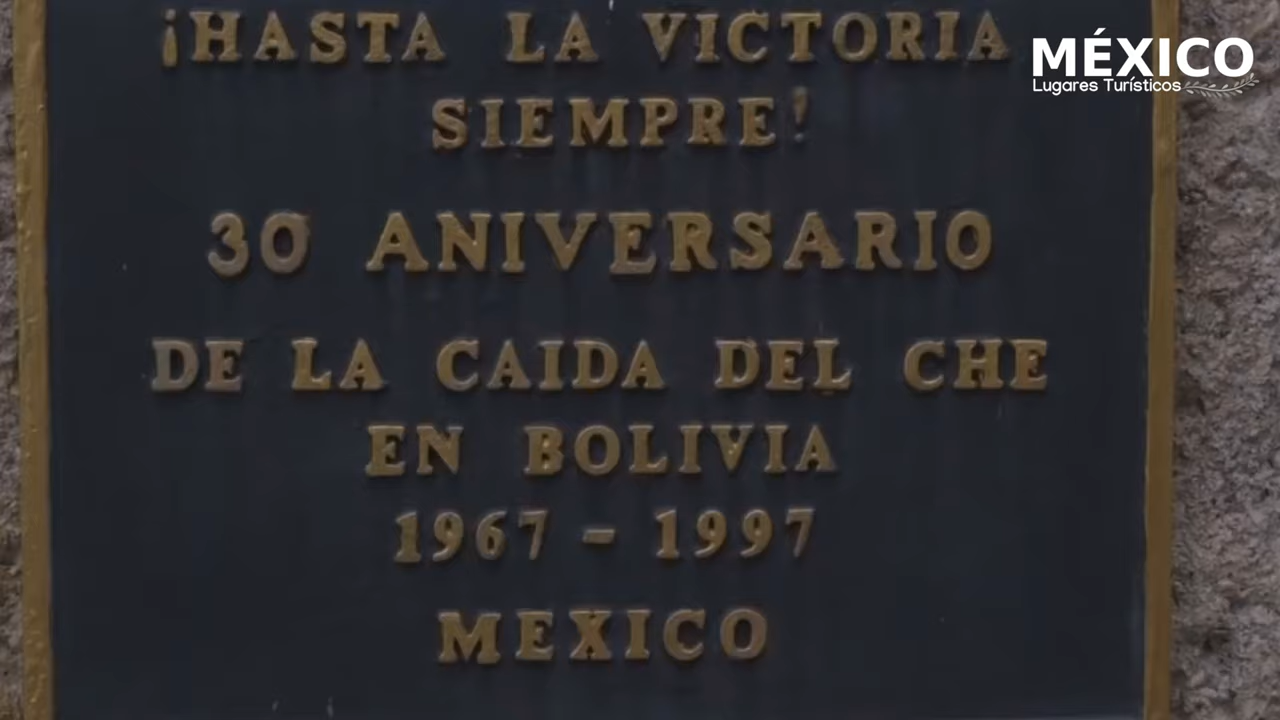 ¡HASTA LA VICTORIA
SIEMPRE!
30 ANIVERSARIO
DE LA CAIDA DEL CHE
EN BOLIVIA
1967 - 1997
MEXICO
MÉXICO
Lugares Turísticos